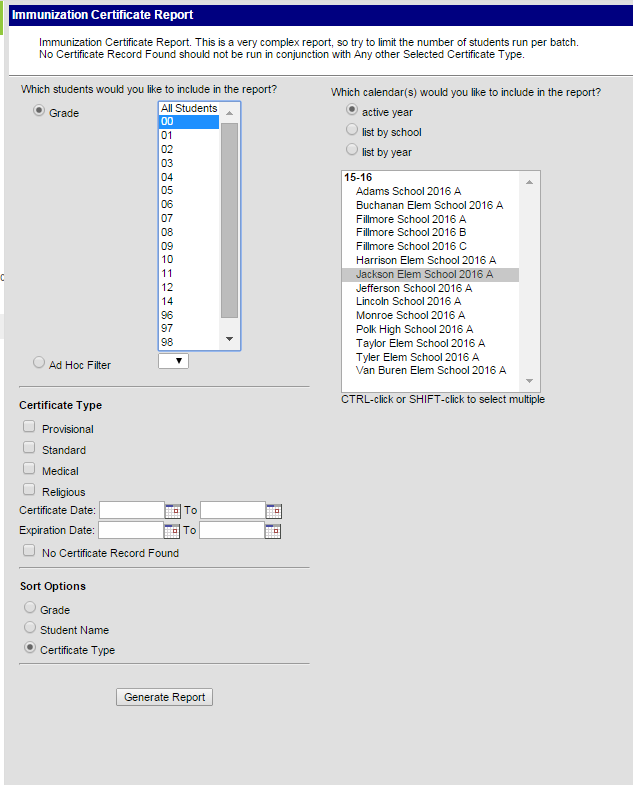 Immunization Certificate Report
Immunization Certificate Report. This is a very complex report, so try to limit the number of students run per batch.
No Certificate Record Found should not be run in conjunction with Any other Selected Certificate Type.
Which students would you like to include in the report?
Grade
All Students
00
01
02
03
04
05
06
07
08
09
10
11
12
14
96
97
98
Ad Hoc Filter
Certificate Type
Provisional
Standard
Medical
Religious
Certificate Date: To
Expiration Date: To
No Certificate Record Found
Sort Options
Grade
Student Name
Certificate Type
Generate Report
Which calendar(s) would you like to include in the report?
active year
list by school
list by year
15-16
Adams School 2016 A
Buchanan Elem School 2016 A
Fillmore School 2016 A
Fillmore School 2016 B
Fillmore School 2016 C
Harrison Elem School 2016 A
Jackson Elem School 2016 A
Jefferson School 2016 A
Lincoln School 2016 A
Monroe School 2016 A
Polk High School 2016 A
Taylor Elem School 2016 A
Tyler Elem School 2016 A
Van Buren Elem School 2016 A
CTRL-click or SHIFT-click to select multiple